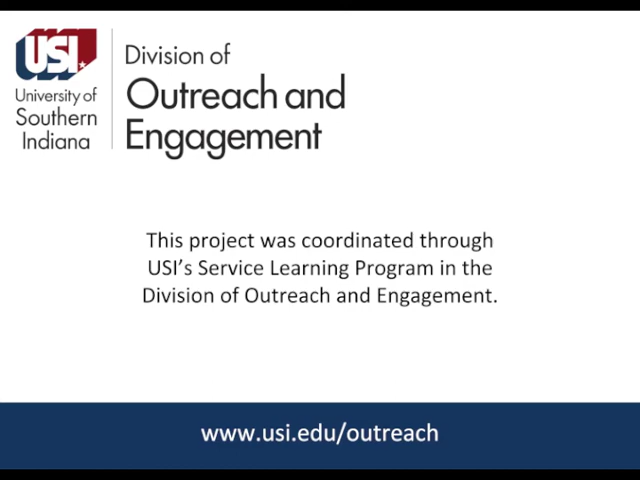 USI
University of
Southern
Indiana
Division of
Outreach and
Engagement
This project was coordinated through
USI's Service Learning Program in the
Division of Outreach and Engagement.
www.usi.edu/outreach